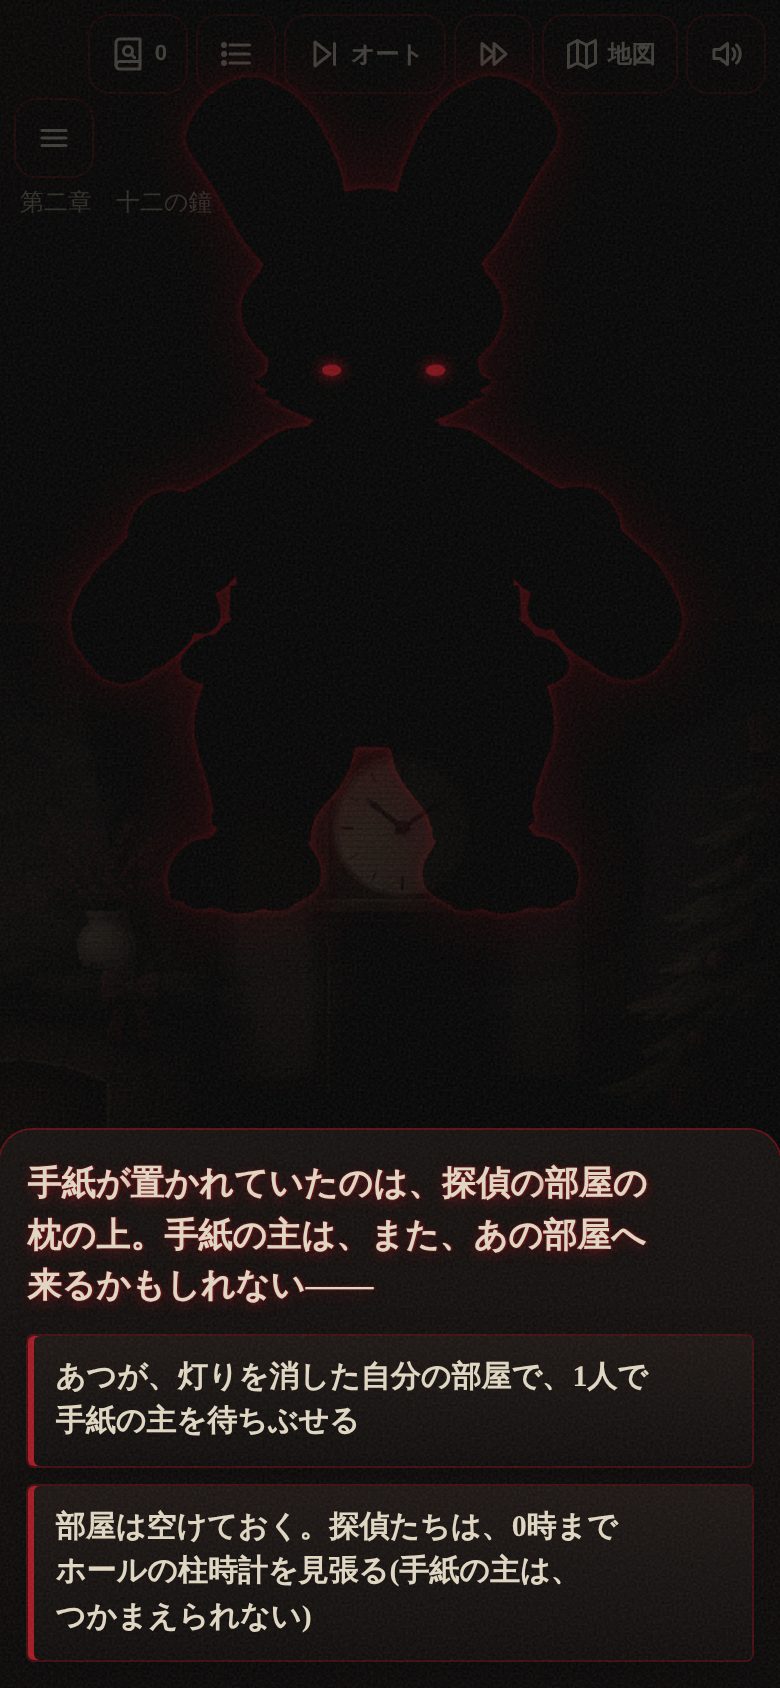 0
オート
地図
第二章　十二の鐘
手紙が置かれていたのは、探偵の部屋の
枕の上。手紙の主は、また、あの部屋へ
来るかもしれない――
あつが、灯りを消した自分の部屋で、1人で
手紙の主を待ちぶせる
部屋は空けておく。探偵たちは、0時まで
ホールの柱時計を見張る(手紙の主は、
つかまえられない)